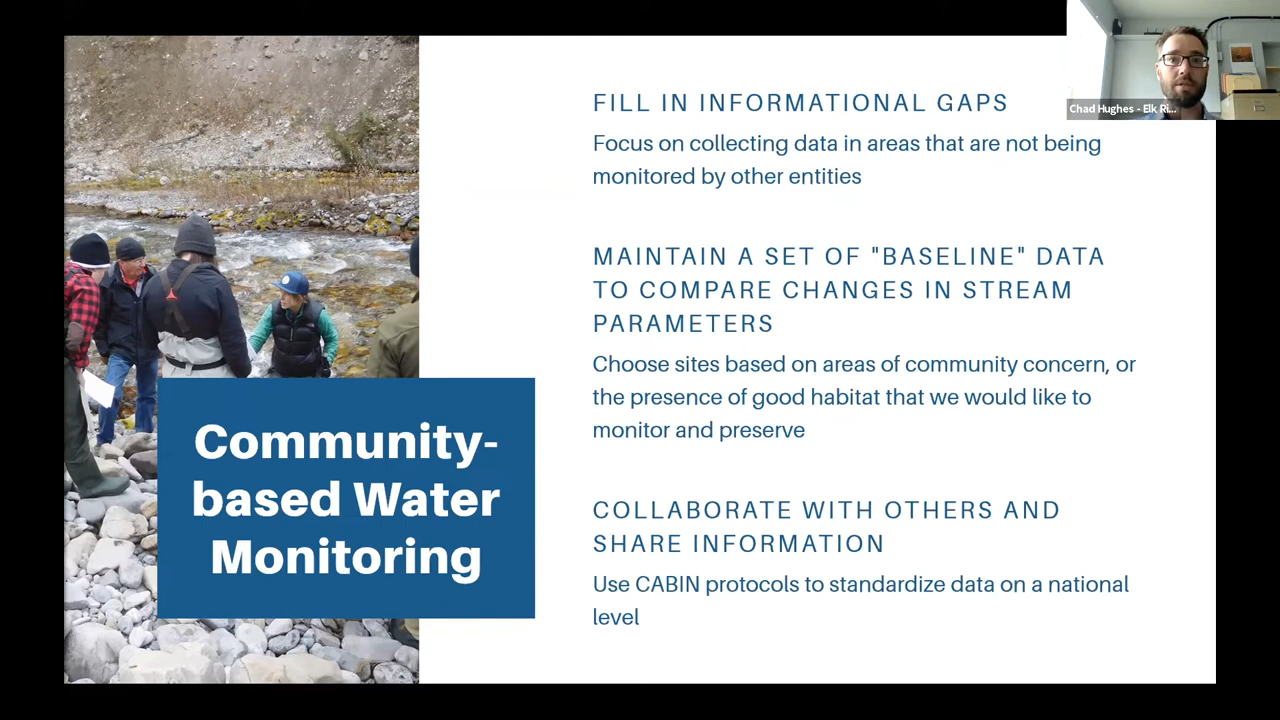 Chad Hughes - Elk Ri...
FILL IN INFORMATIONAL GAPS
Focus on collecting data in areas that are not being
monitored by other entities
MAINTAIN A SET OF "BASELINE" DATA
TO COMPARE CHANGES IN STREAM
PARAMETERS
Choose sites based on areas of community concern, or
the presence of good habitat that we would like to
monitor and preserve
COLLABORATE WITH OTHERS AND
SHARE INFORMATION
Use CABIN protocols to standardize data on a national
level
Community-
based Water
Monitoring